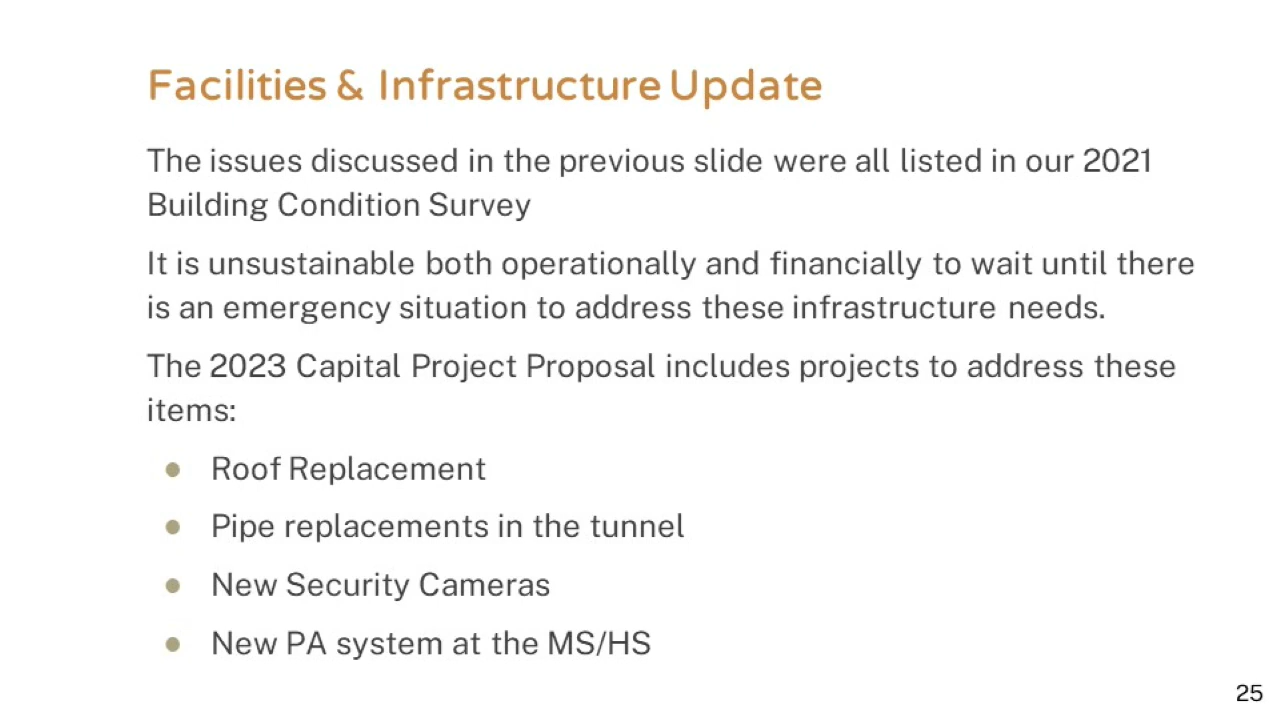 Facilities & Infrastructure Update
The issues discussed in the previous slide were all listed in our 2021
Building Condition Survey
It is unsustainable both operationally and financially to wait until there
is an emergency situation to address these infrastructure needs.
The 2023 Capital Project Proposal includes projects to address these
items:
● Roof Replacement
● Pipe replacements in the tunnel
● New Security Cameras
● New PA system at the MS/HS
25